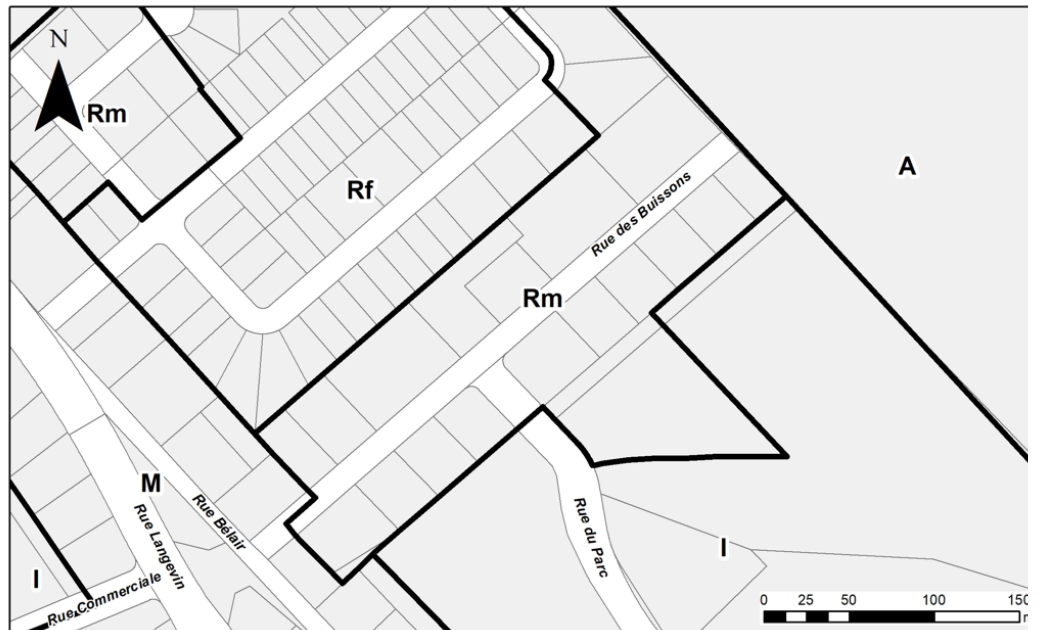 N
Rm
A
Rf
Rue des Buissons
Rm
M
Rue Bélair
Rue Langevin
Rue du Parc
I
I
Rue Commerciale
0 25 50 100 150
m